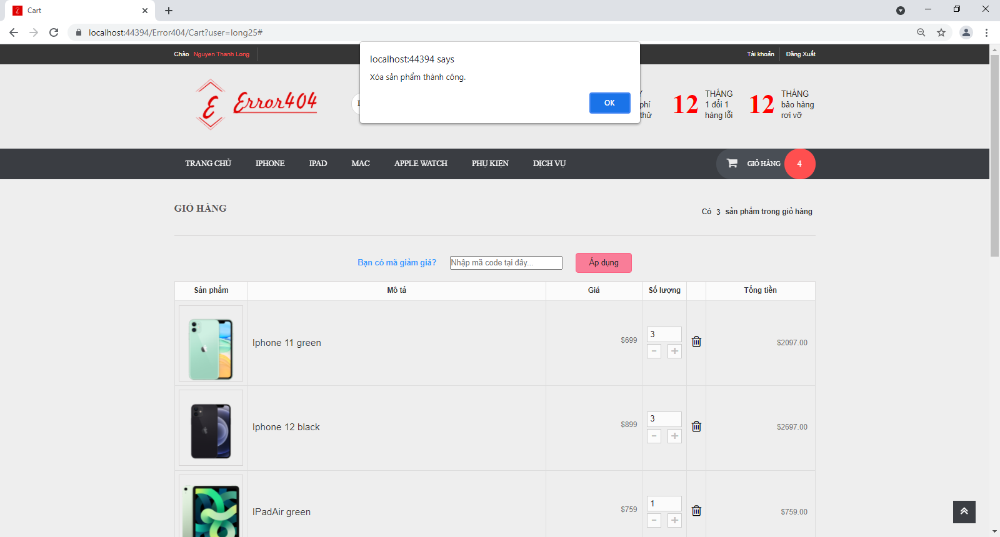 Cart
localhost:44394/Error404/Cart?user=long25#
Chào Nguyen Thanh Long
Tài khoản
Đăng Xuất
localhost:44394 says
Xóa sản phẩm thành công.
OK
Error404
phí
thử
12
THÁNG
1 đổi 1
hàng lỗi
12
THÁNG
bảo hàng
rơi vỡ
TRANG CHỦ
IPHONE
IPAD
MAC
APPLE WATCH
PHỤ KIỆN
DỊCH VỤ
GIỎ HÀNG
4
GIỎ HÀNG
Có 3 sản phẩm trong giỏ hàng
Bạn có mã giảm giá?
Nhập mã code tại đây...
Áp dụng
Sản phẩm
Mô tả
Giá
Số lượng
Tổng tiền
Iphone 11 green
$699
3
-
+
$2097.00
Iphone 12 black
$899
3
-
+
$2697.00
IPadAir green
$759
1
-
+
$759.00